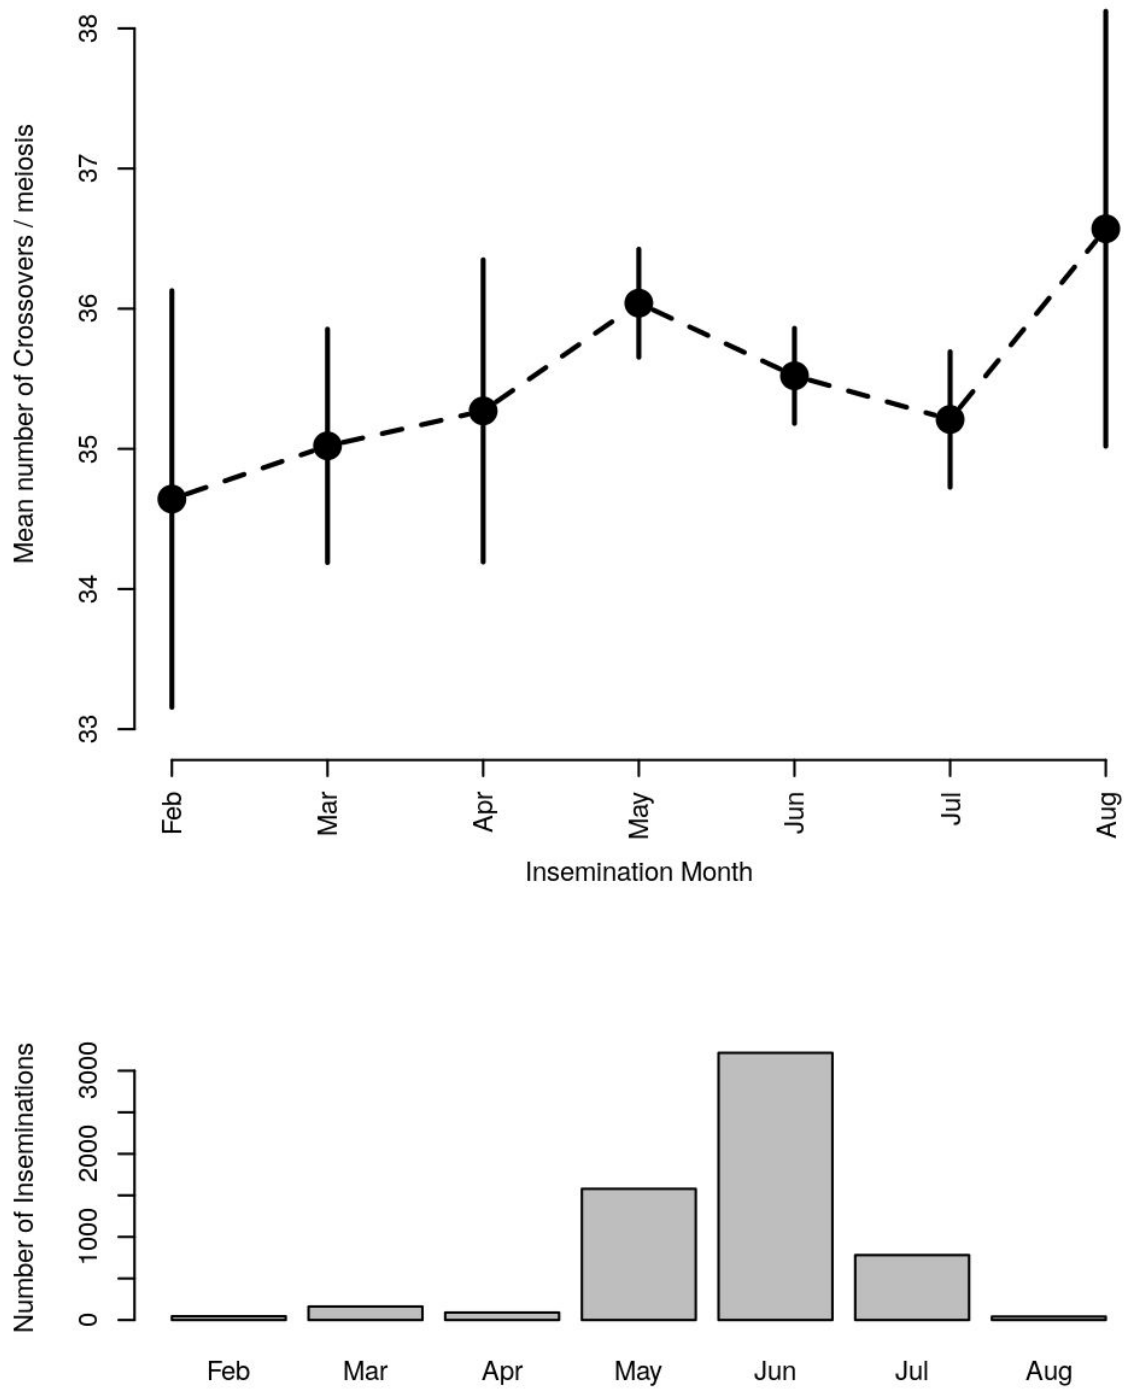 Mean number of Crossovers / meiosis
38
37
36
35
34
33
Feb Mar Apr May Jun Jul Aug
Insemination Month
Number of Inseminations
3000
2000
1000
0
Feb Mar Apr May Jun Jul Aug